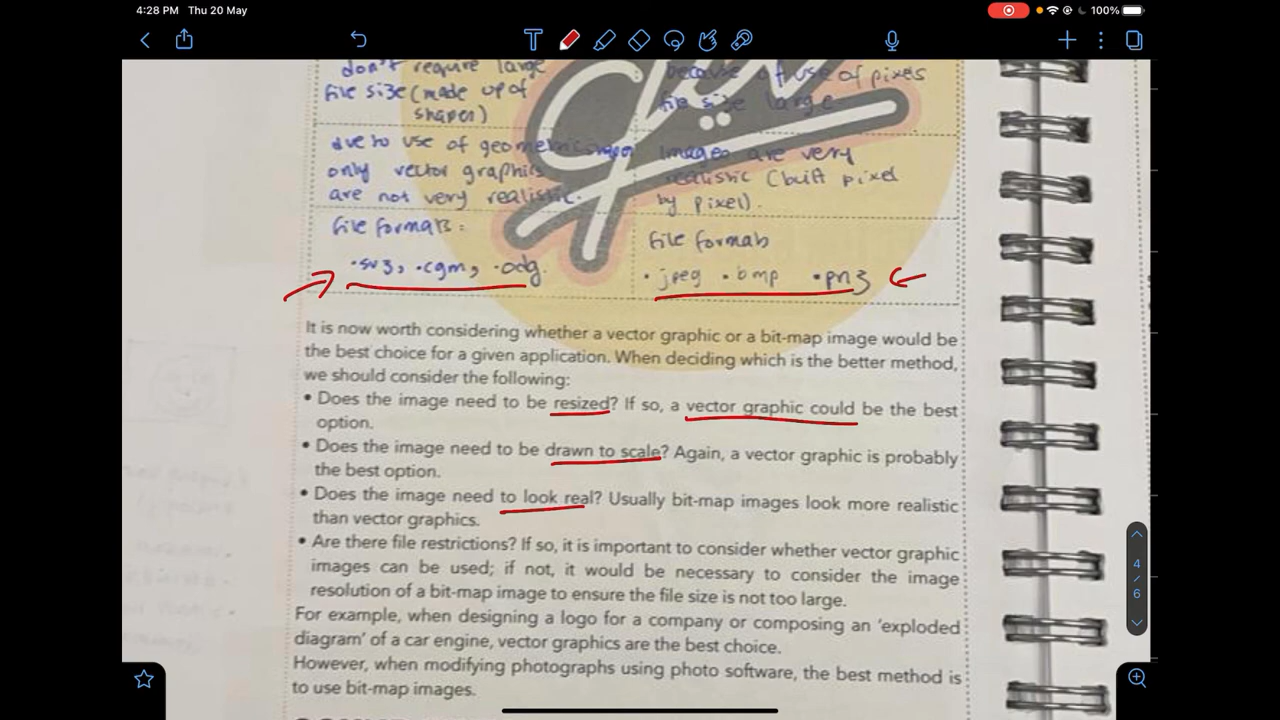 4:28 PM Thu 20 May
100%
don't require large
file size (made up of
shapes)
because of use of pixels
file size large
due to use of geometric
only vector graphics
are not very realistic.
images are very
realistic (built pixel
by pixel).
file formats:
.svg, .cgm, .odg.
file formats
.jpeg .bmp .png
It is now worth considering whether a vector graphic or a bit-map image would be
the best choice for a given application. When deciding which is the better method,
we should consider the following:
• Does the image need to be resized? If so, a vector graphic could be the best
option.
• Does the image need to be drawn to scale? Again, a vector graphic is probably
the best option.
• Does the image need to look real? Usually bit-map images look more realistic
than vector graphics.
• Are there file restrictions? If so, it is important to consider whether vector graphic
images can be used; if not, it would be necessary to consider the image
resolution of a bit-map image to ensure the file size is not too large.
For example, when designing a logo for a company or composing an 'exploded
diagram' of a car engine, vector graphics are the best choice.
However, when modifying photographs using photo software, the best method is
to use bit-map images.
4
/
6